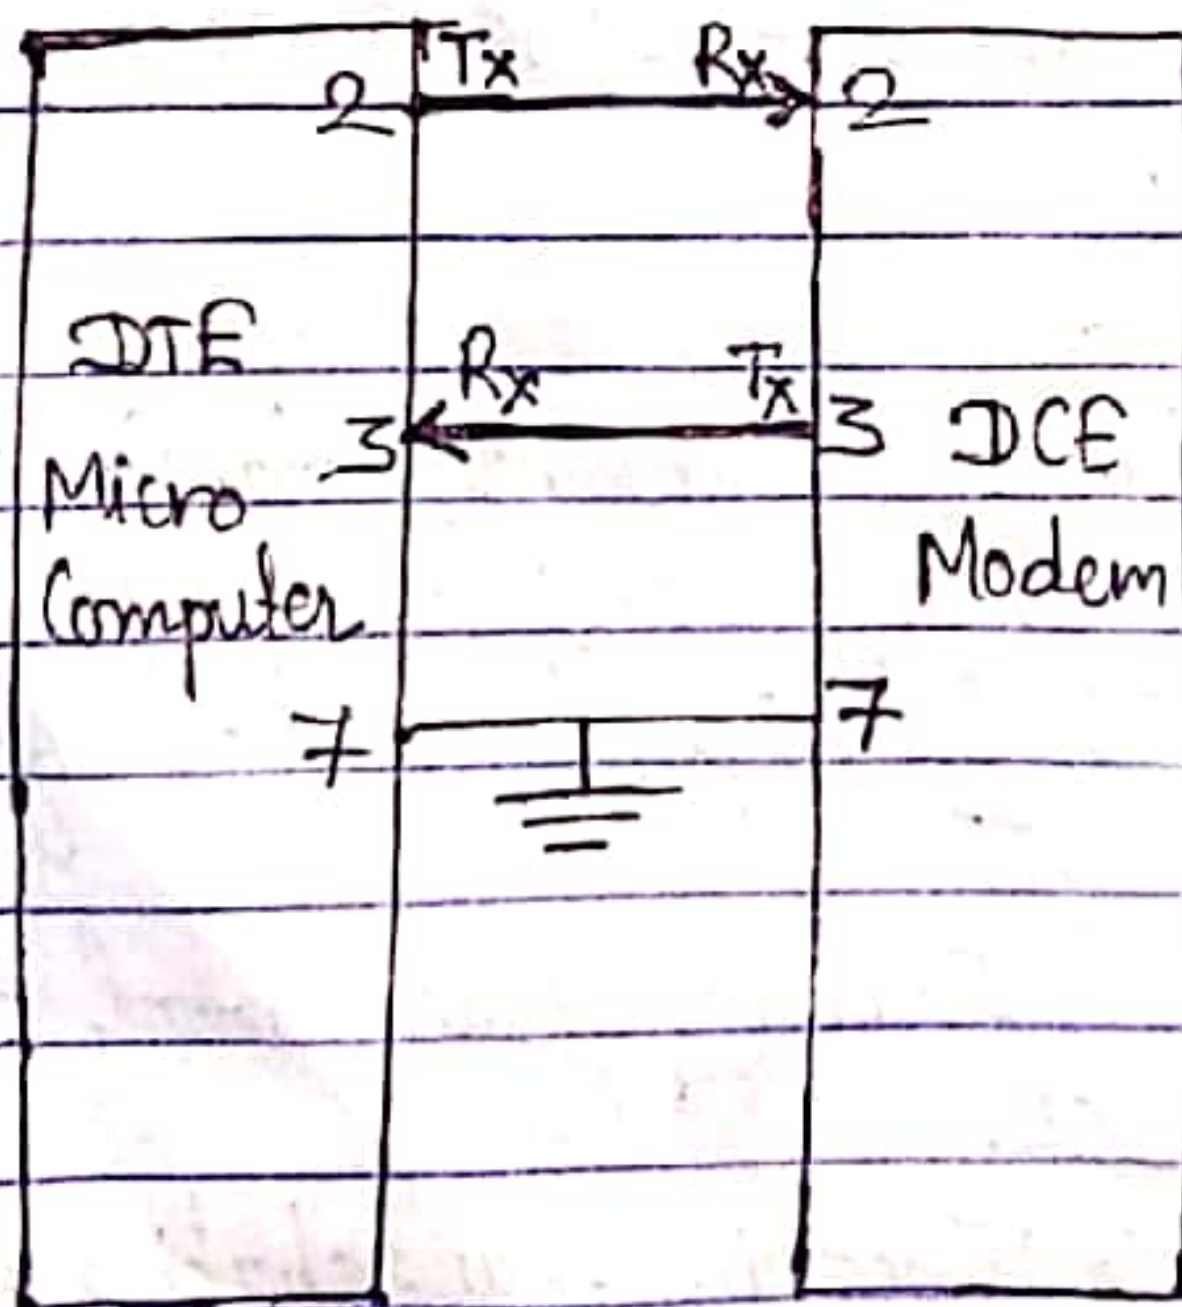 Tx Rx
2 2
DTE
Rx Tx
3 3 DCE
Micro
Modem
Computer
7 7